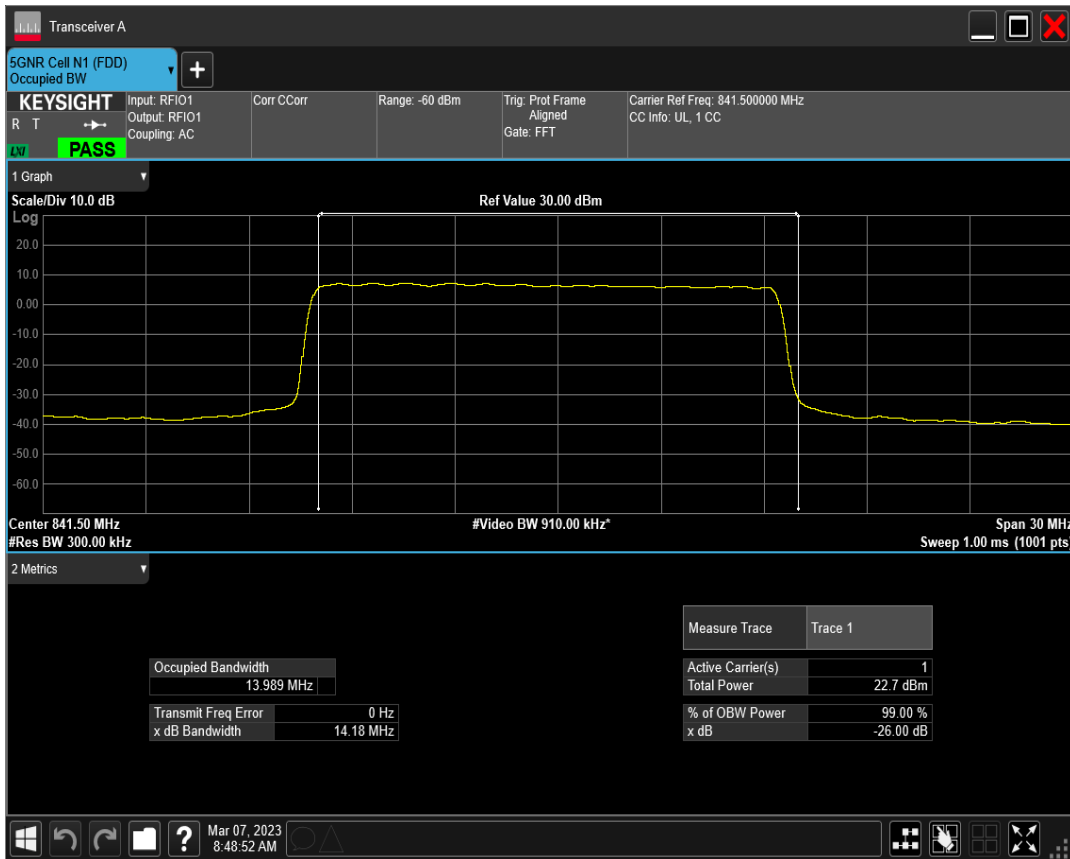 Transceiver A
5GNR Cell N1 (FDD)
Occupied BW
+
KEYSIGHT
R T
LXI
PASS
Input: RFIO1
Output: RFIO1
Coupling: AC
Corr CCorr
Range: -60 dBm
Trig: Prot Frame
Aligned
Gate: FFT
Carrier Ref Freq: 841.500000 MHz
CC Info: UL, 1 CC
1 Graph
Scale/Div 10.0 dB
Ref Value 30.00 dBm
Log
20.0
10.0
0.00
-10.0
-20.0
-30.0
-40.0
-50.0
-60.0
Center 841.50 MHz
#Video BW 910.00 kHz*
Span 30 MHz
#Res BW 300.00 kHz
Sweep 1.00 ms (1001 pts)
2 Metrics
Measure Trace Trace 1
Occupied Bandwidth
13.989 MHz
Active Carrier(s) 1
Total Power 22.7 dBm
Transmit Freq Error 0 Hz
x dB Bandwidth 14.18 MHz
% of OBW Power 99.00 %
x dB -26.00 dB
?
Mar 07, 2023
8:48:52 AM